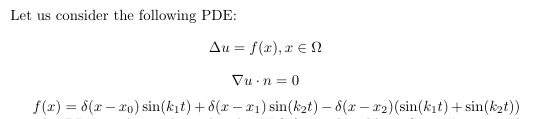 Let us consider the following PDE:
Δu = f(x), x ∈ Ω
∇u · n = 0
f(x) = δ(x − x₀) sin(k₁t) + δ(x − x₁) sin(k₂t) − δ(x − x₂)(sin(k₁t) + sin(k₂t))